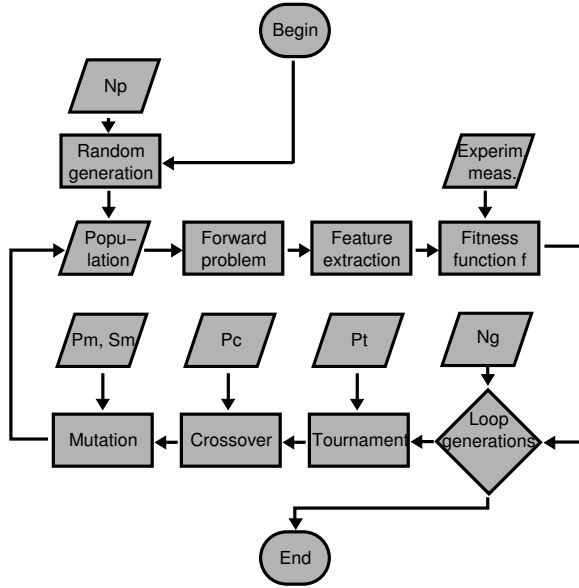 Begin
Np
Random
generation
Experim.
meas.
Popu-
lation
Forward
problem
Feature
extraction
Fitness
function f
Pm, Sm
Pc
Pt
Ng
Mutation
Crossover
Tournament
Loop
generations
End